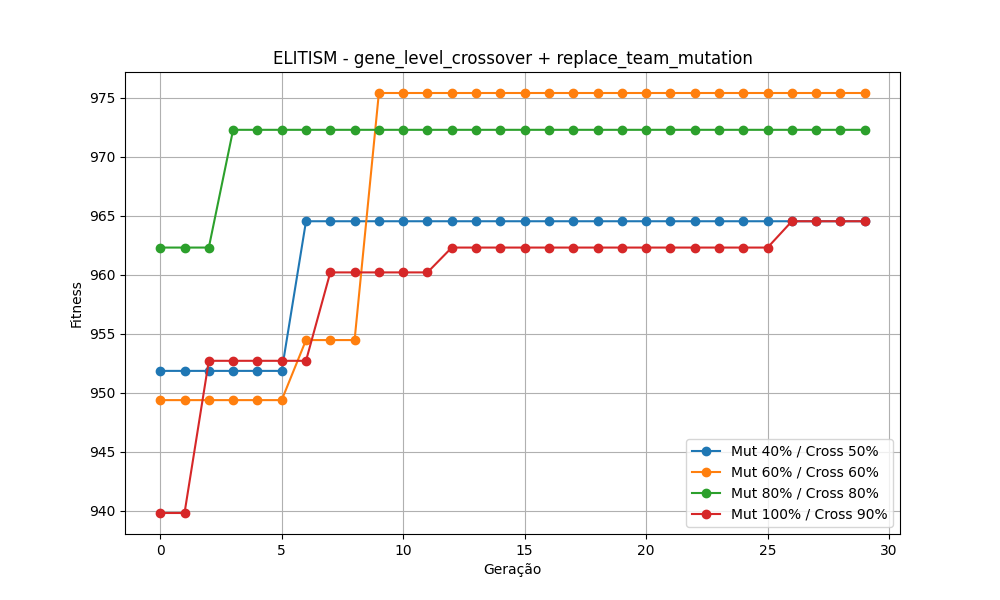 ELITISM - gene_level_crossover + replace_team_mutation
975
970
965
960
955
950
945
940
Fitness
0 5 10 15 20 25 30
Geração
Mut 40% / Cross 50%
Mut 60% / Cross 60%
Mut 80% / Cross 80%
Mut 100% / Cross 90%